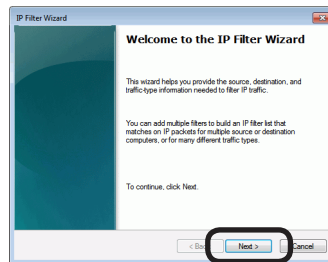 IP Filter Wizard
Welcome to the IP Filter Wizard
This wizard helps you provide the source, destination, and
traffic-type information needed to filter IP traffic.
You can add multiple filters to build an IP filter list that
matches on IP packets for multiple source or destination
computers, or for many different traffic types.
To continue, click Next.
Next >
Cancel